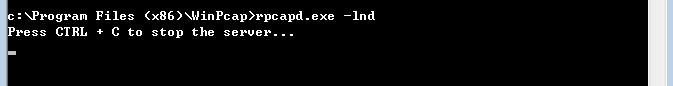 c:\Program Files (x86)\WinPcap>rpcapd.exe -lnd
Press CTRL + C to stop the server...